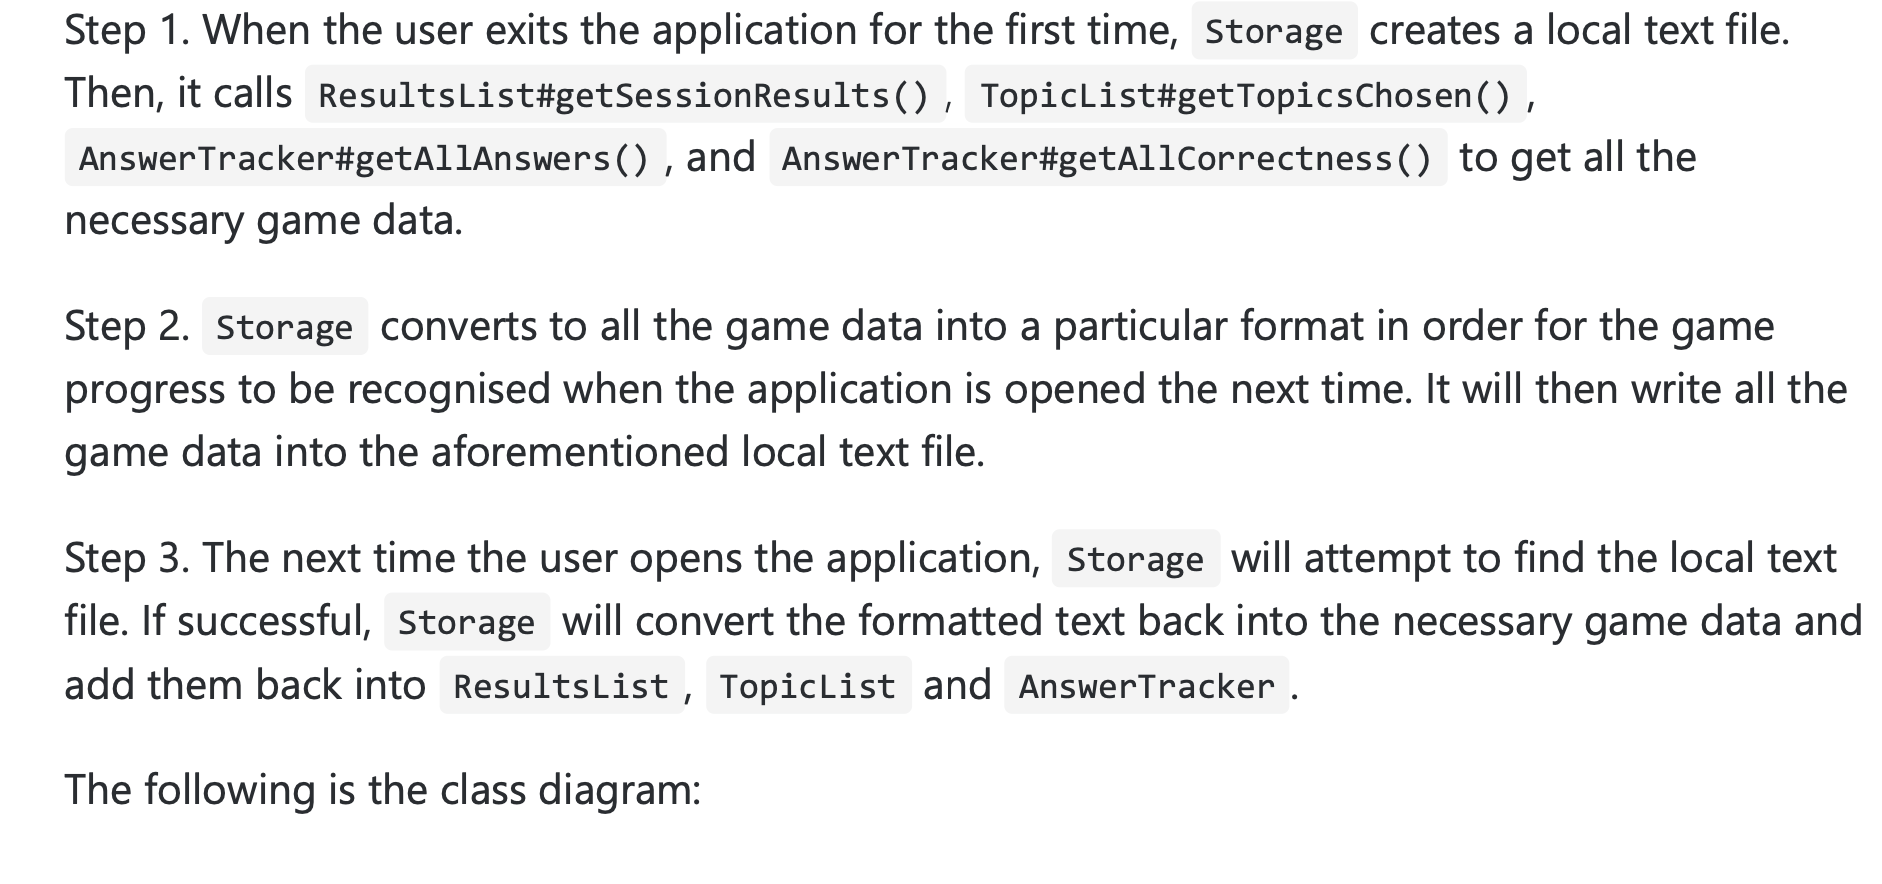 Step 1. When the user exits the application for the first time, Storage creates a local text file.
Then, it calls ResultsList#getSessionResults() , TopicList#getTopicsChosen() ,
AnswerTracker#getAllAnswers() , and AnswerTracker#getAllCorrectness() to get all the
necessary game data.
Step 2. Storage converts to all the game data into a particular format in order for the game
progress to be recognised when the application is opened the next time. It will then write all the
game data into the aforementioned local text file.
Step 3. The next time the user opens the application, Storage will attempt to find the local text
file. If successful, Storage will convert the formatted text back into the necessary game data and
add them back into ResultsList , TopicList and AnswerTracker .
The following is the class diagram: